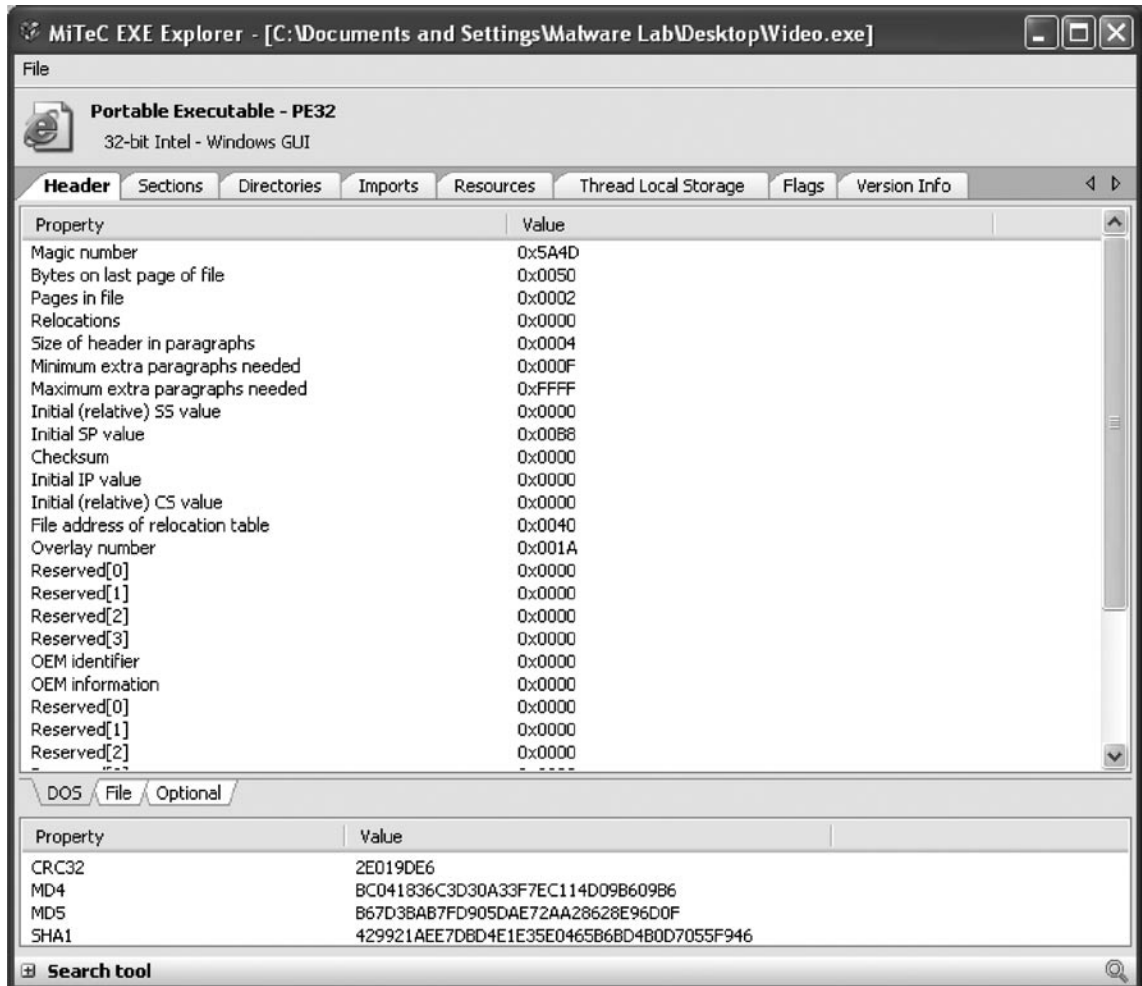 MiTeC EXE Explorer - [C:\Documents and Settings\Malware Lab\Desktop\Video.exe]
File
Portable Executable - PE32
32-bit Intel - Windows GUI
Header Sections Directories Imports Resources Thread Local Storage Flags Version Info
Property Value
Magic number 0x5A4D
Bytes on last page of file 0x0050
Pages in file 0x0002
Relocations 0x0000
Size of header in paragraphs 0x0004
Minimum extra paragraphs needed 0x000F
Maximum extra paragraphs needed 0xFFFF
Initial (relative) SS value 0x0000
Initial SP value 0x00B8
Checksum 0x0000
Initial IP value 0x0000
Initial (relative) CS value 0x0000
File address of relocation table 0x0040
Overlay number 0x001A
Reserved[0] 0x0000
Reserved[1] 0x0000
Reserved[2] 0x0000
Reserved[3] 0x0000
OEM identifier 0x0000
OEM information 0x0000
Reserved[0] 0x0000
Reserved[1] 0x0000
Reserved[2] 0x0000
DOS File Optional
Property Value
CRC32 2E019DE6
MD4 BC041836C3D30A33F7EC114D09B609B6
MD5 B67D3BAB7FD905DAE72AA28628E96D0F
SHA1 429921AEE7DBD4E1E35E0465B6BD4B0D7055F946
Search tool